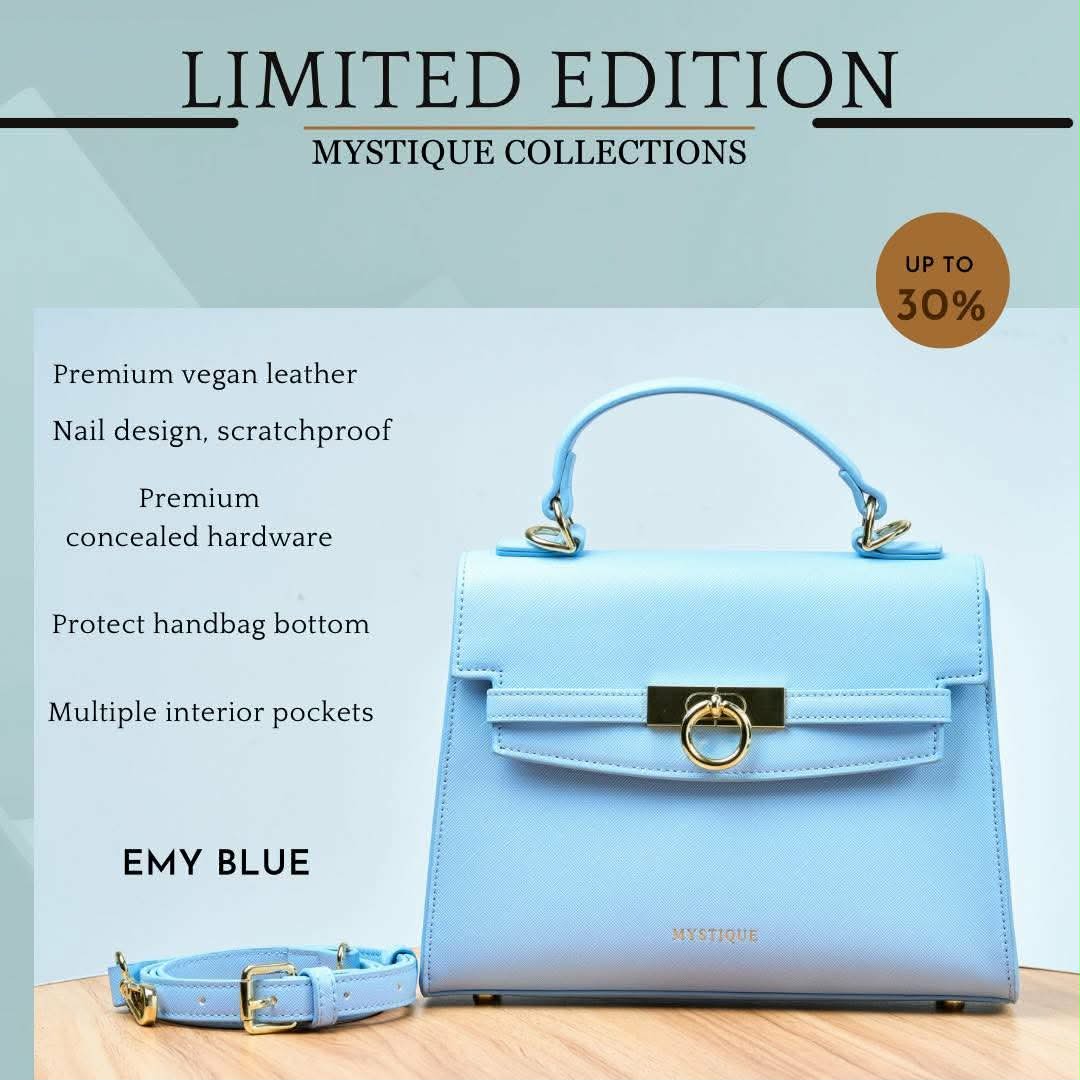 LIMITED EDITION
MYSTIQUE COLLECTIONS
UP TO
30%
Premium vegan leather
Nail design, scratchproof
Premium
concealed hardware
Protect handbag bottom
Multiple interior pockets
EMY BLUE
MYSTIQUE